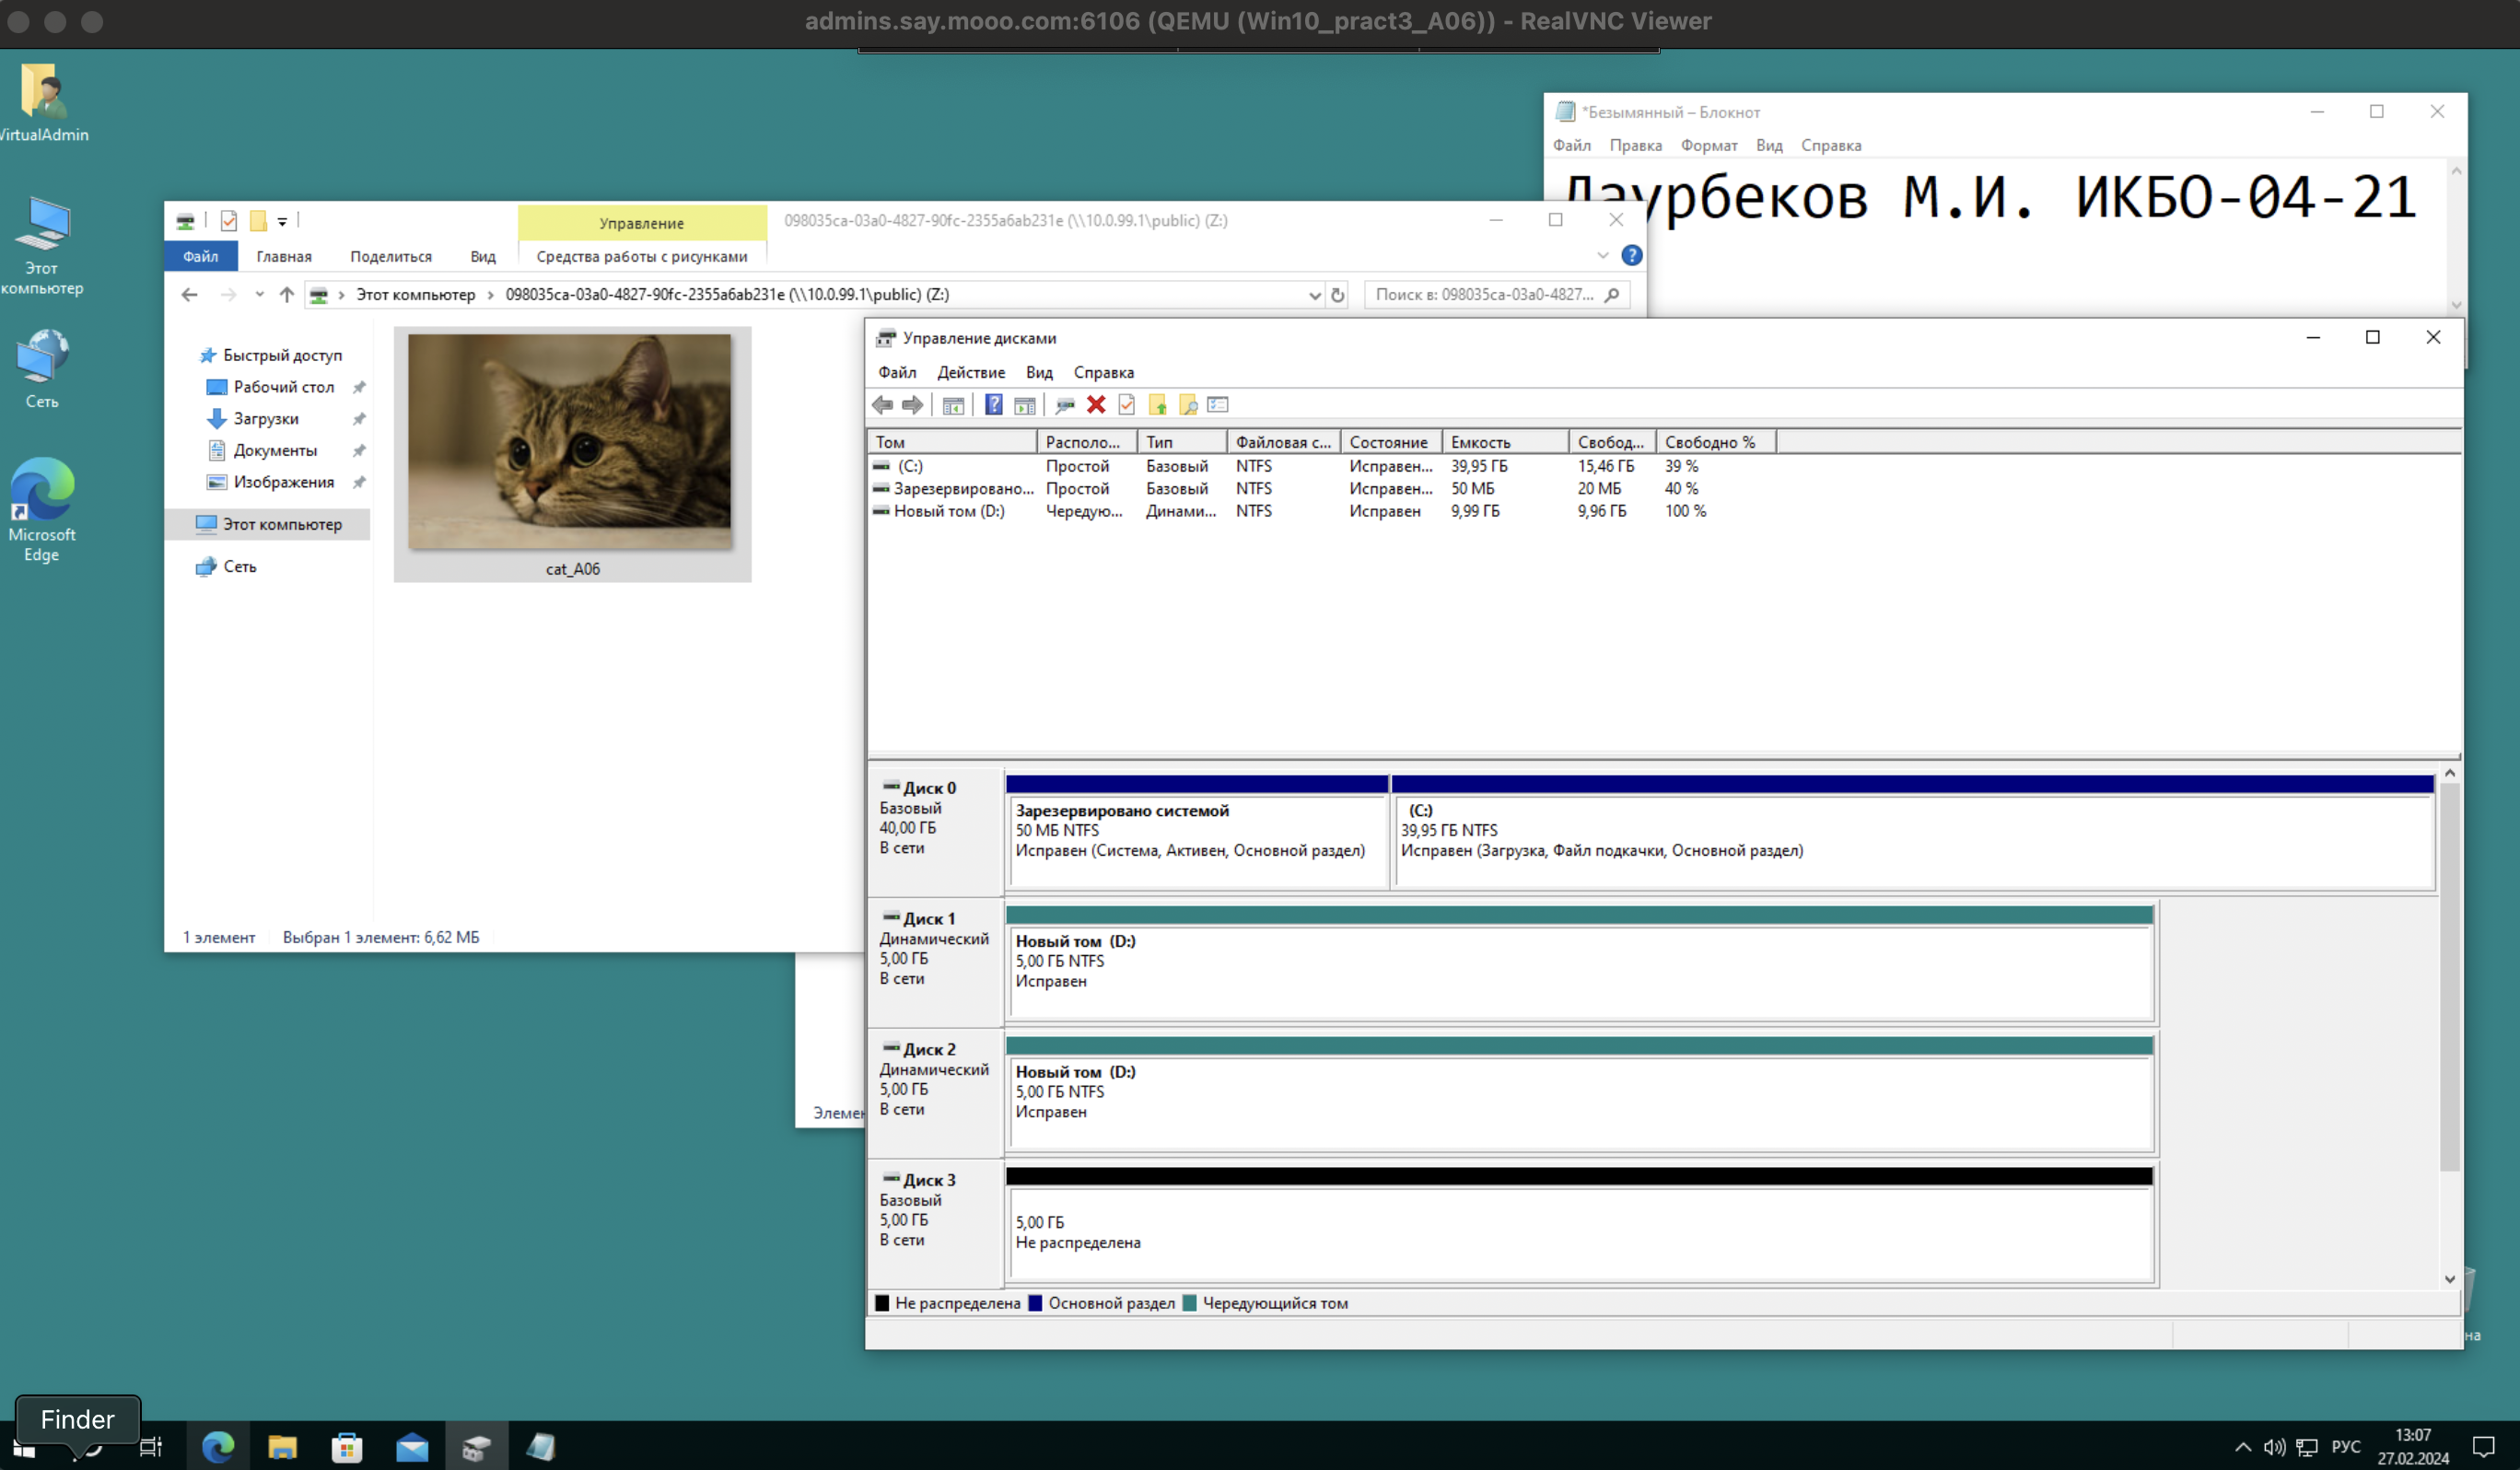 admins.say.mooo.com:6106 (QEMU (Win10_pract3_A06)) - RealVNC Viewer
VirtualAdmin
Этот
компьютер
Сеть
Microsoft
Edge
*Безымянный – Блокнот
Файл Правка Формат Вид Справка
Даурбеков М.И. ИКБО-04-21
Управление
098035ca-03a0-4827-90fc-2355a6ab231e (\\10.0.99.1\public) (Z:)
Файл Главная Поделиться Вид Средства работы с рисунками
Этот компьютер › 098035ca-03a0-4827-90fc-2355a6ab231e (\\10.0.99.1\public) (Z:)
Поиск в: 098035ca-03a0-4827...
Быстрый доступ
Рабочий стол
Загрузки
Документы
Изображения
Этот компьютер
Сеть
cat_A06
1 элемент Выбран 1 элемент: 6,62 МБ
Управление дисками
Файл Действие Вид Справка
Том Располо... Тип Файловая с... Состояние Емкость Свобод... Свободно %
(C:) Простой Базовый NTFS Исправен... 39,95 ГБ 15,46 ГБ 39 %
Зарезервировано... Простой Базовый NTFS Исправен... 50 МБ 20 МБ 40 %
Новый том (D:) Чередую... Динами... NTFS Исправен 9,99 ГБ 9,96 ГБ 100 %
Диск 0
Базовый
40,00 ГБ
В сети
Зарезервировано системой
50 МБ NTFS
Исправен (Система, Активен, Основной раздел)
(C:)
39,95 ГБ NTFS
Исправен (Загрузка, Файл подкачки, Основной раздел)
Диск 1
Динамический
5,00 ГБ
В сети
Новый том (D:)
5,00 ГБ NTFS
Исправен
Диск 2
Динамический
5,00 ГБ
В сети
Новый том (D:)
5,00 ГБ NTFS
Исправен
Диск 3
Базовый
5,00 ГБ
В сети
5,00 ГБ
Не распределена
Не распределена Основной раздел Чередующийся том
Finder
РУС
13:07
27.02.2024